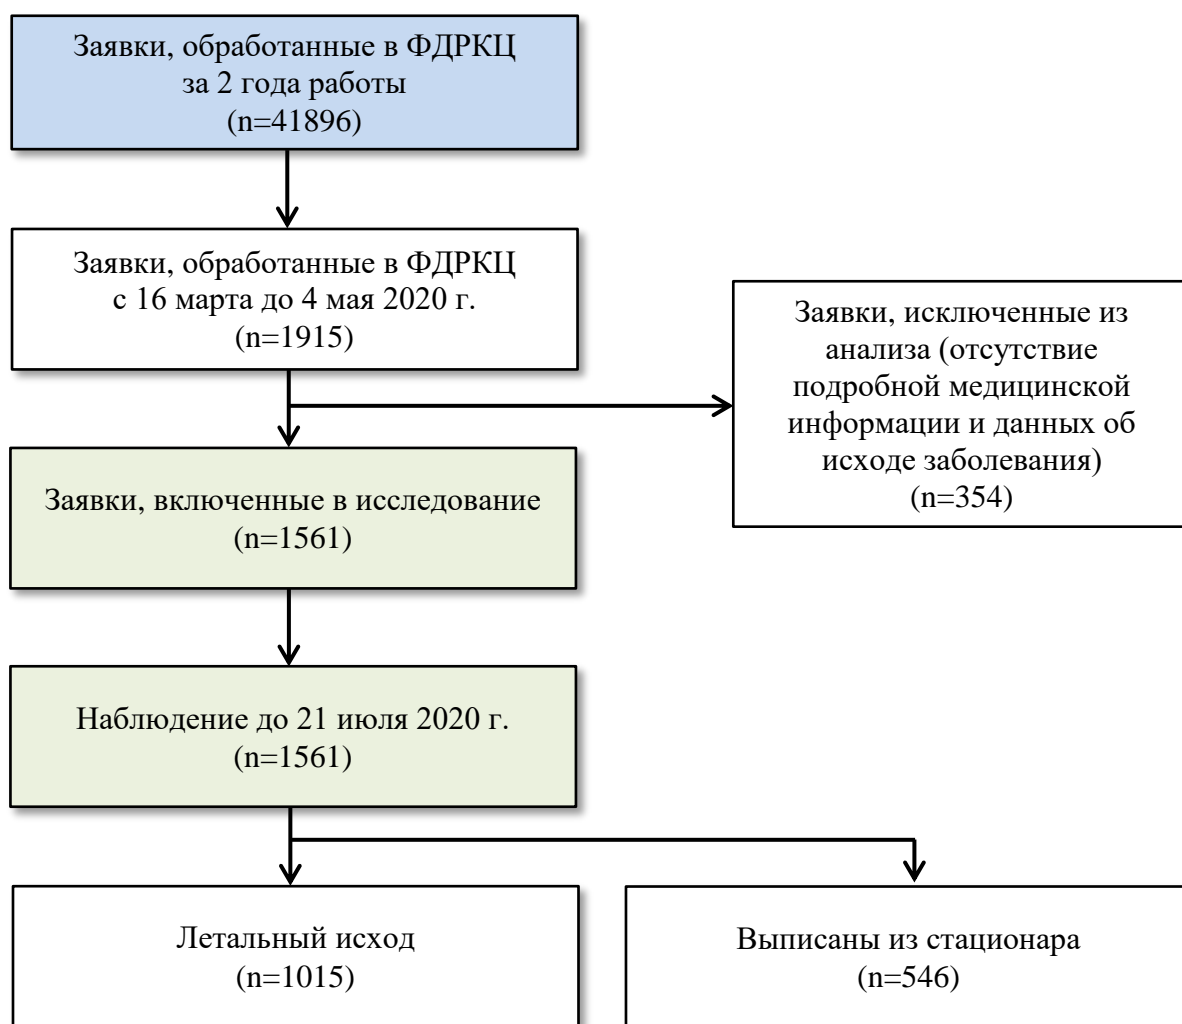 Заявки, обработанные в ФДРКЦ
за 2 года работы
(n=41896)
Заявки, обработанные в ФДРКЦ
с 16 марта до 4 мая 2020 г.
(n=1915)
Заявки, исключенные из
анализа (отсутствие
подробной медицинской
информации и данных об
исходе заболевания)
(n=354)
Заявки, включенные в исследование
(n=1561)
Наблюдение до 21 июля 2020 г.
(n=1561)
Летальный исход
(n=1015)
Выписаны из стационара
(n=546)